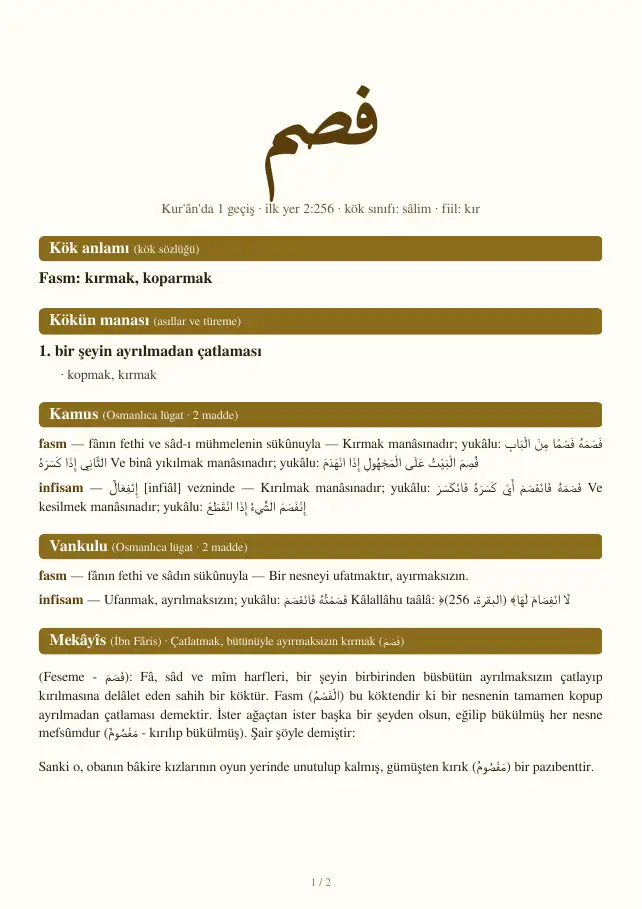 فصم
Kur'ân'da 1 geçiş · ilk yer 2:256 · kök sınıfı: sâlim · fiil: kır
Kök anlamı (kök sözlüğü)
Fasm: kırmak, koparmak
Kökün manası (asıllar ve türeme)
1. bir şeyin ayrılmadan çatlaması
· kopmak, kırmak
Kamus (Osmanlıca lügat · 2 madde)
fasm — fânın fethi ve sâd-ı mühmelenin sükûnuyla — Kırmak manâsınadır; yukâlu: فَصَمَهُ فَصْمًا مِنَ الْبَابِ
الثَّانِي إِذَا كَسَرَهُ Ve binâ yıkılmak manâsınadır; yukâlu: فُصِمَ الْبَيْتُ عَلَى الْمَجْهُولِ إِذَا انْهَدَمَ
infisam — إِنْفِعَالٌ [infiâl] vezninde — Kırılmak manâsınadır; yukâlu: فَصَمَهُ فَانْفَصَمَ أَيْ كَسَرَهُ فَانْكَسَرَ Ve
kesilmek manâsınadır; yukâlu: إِنْفَصَمَ الشَّيْءُ إِذَا انْقَطَعَ
Vankulu (Osmanlıca lügat · 2 madde)
fasm — fânın fethi ve sâdın sükûnuyla — Bir nesneyi ufatmaktır, ayırmaksızın.
infisam — Ufanmak, ayrılmaksızın; yukâlu: فَصَمْتُهُ فَانْفَصَمَ Kâlallâhu taâlâ: ﴿لَا انْفِصَامَ لَهَا﴾ (البقرة، 256)
Mekâyîs (İbn Fâris) · Çatlatmak, bütünüyle ayırmaksızın kırmak (فَصَمَ)
(Feseme - فَصَمَ): Fâ, sâd ve mîm harfleri, bir şeyin birbirinden büsbütün ayrılmaksızın çatlayıp
kırılmasına delâlet eden sahih bir köktür. Fasm (الْفَصْمُ) bu köktendir ki bir nesnenin tamamen kopup
ayrılmadan çatlaması demektir. İster ağaçtan ister başka bir şeyden olsun, eğilip bükülmüş her nesne
mefsûmdur (مَفْصُومٌ - kırılıp bükülmüş). Şair şöyle demiştir:
Sanki o, obanın bâkire kızlarının oyun yerinde unutulup kalmış, gümüşten kırık (مَفْصُومُ) bir pazıbenttir.
1 / 2